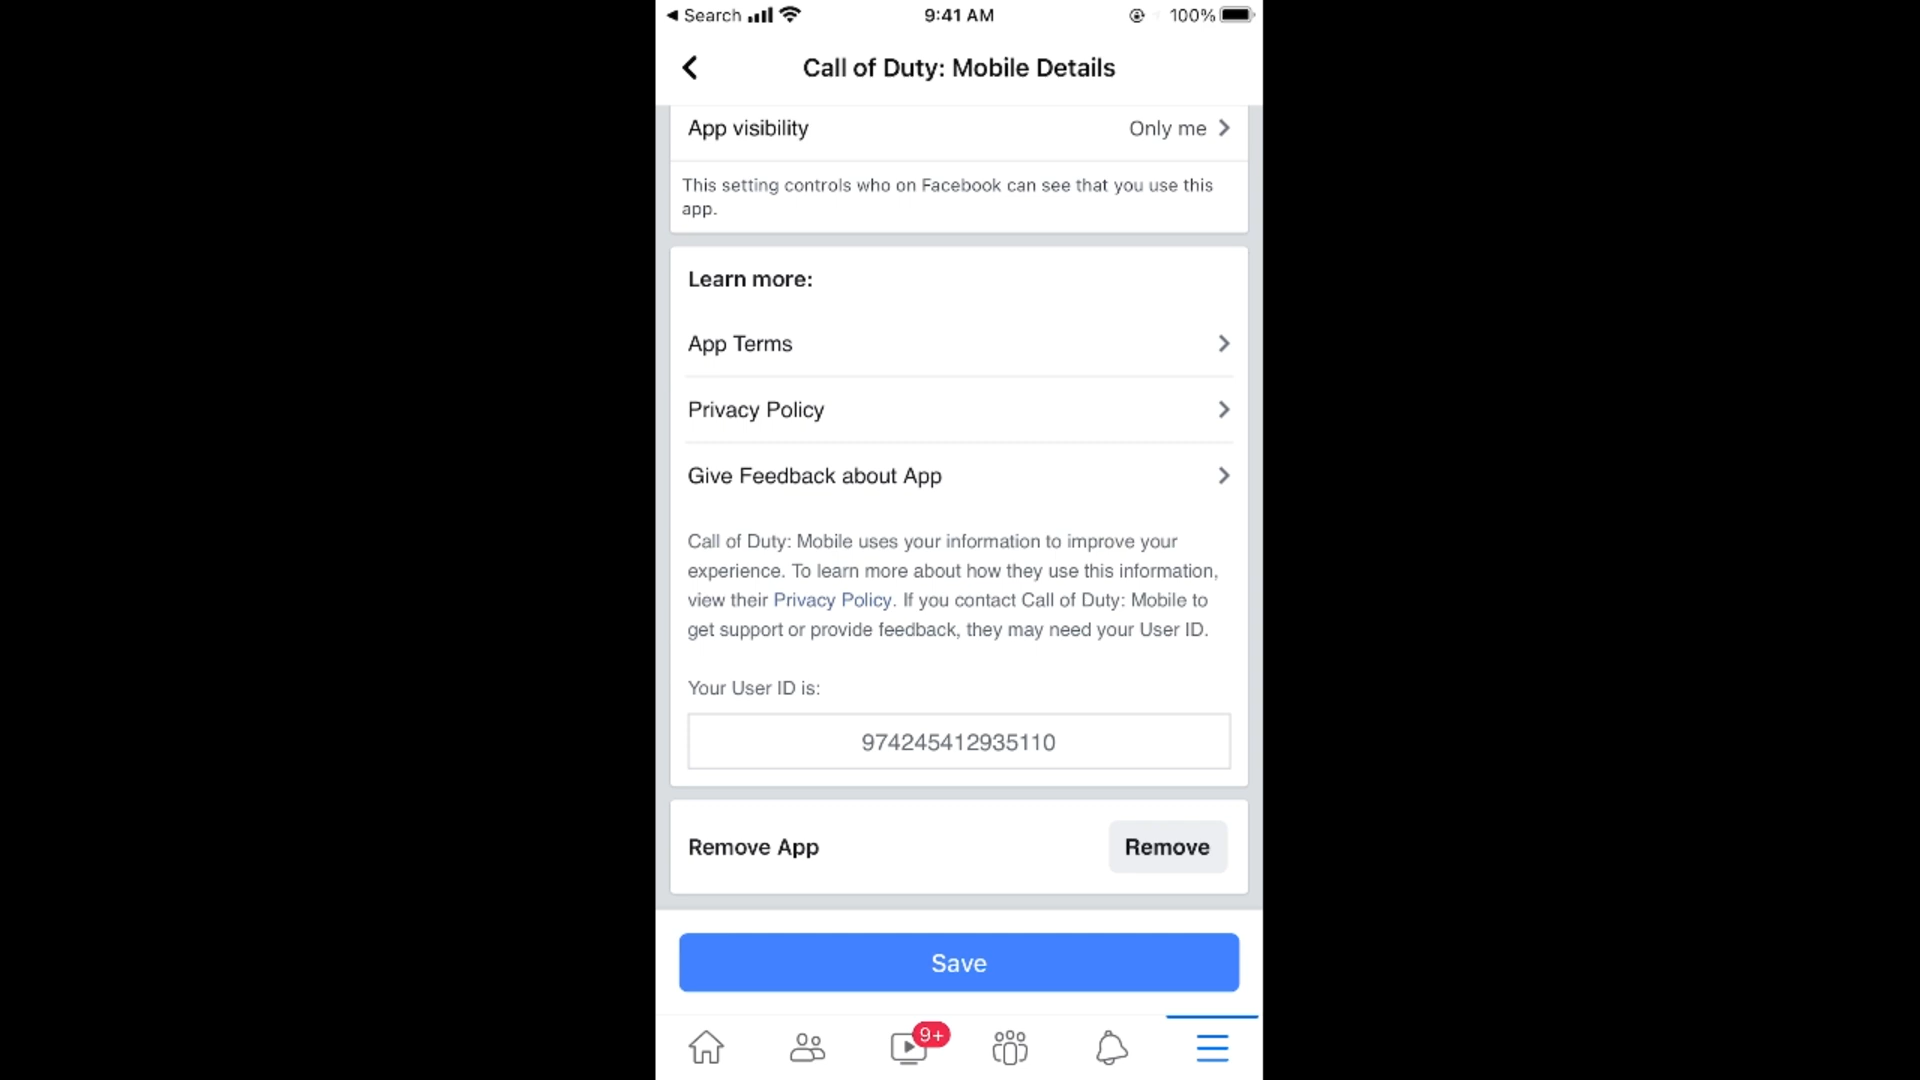 Search
9:41 AM
100%
Call of Duty: Mobile Details
App visibility
Only me
This setting controls who on Facebook can see that you use this
app.
Learn more:
App Terms
Privacy Policy
Give Feedback about App
Call of Duty: Mobile uses your information to improve your
experience. To learn more about how they use this information,
view their Privacy Policy. If you contact Call of Duty: Mobile to
get support or provide feedback, they may need your User ID.
Your User ID is:
974245412935110
Remove App
Remove
Save
9+